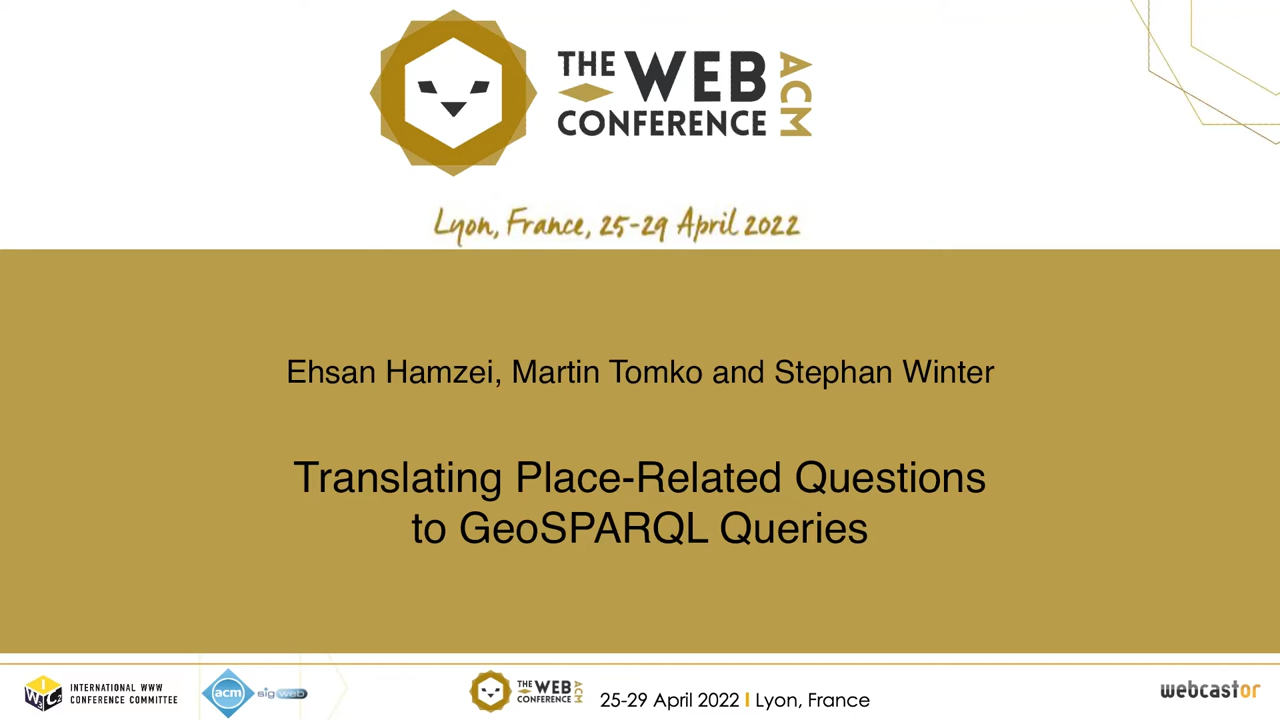 THE WEB ACM
CONFERENCE
Lyon, France, 25-29 April 2022
Ehsan Hamzei, Martin Tomko and Stephan Winter
Translating Place-Related Questions
to GeoSPARQL Queries
INTERNATIONAL WWW
CONFERENCE COMMITTEE
acm sigweb
THE WEB ACM
CONFERENCE
25-29 April 2022 I Lyon, France
webcastor